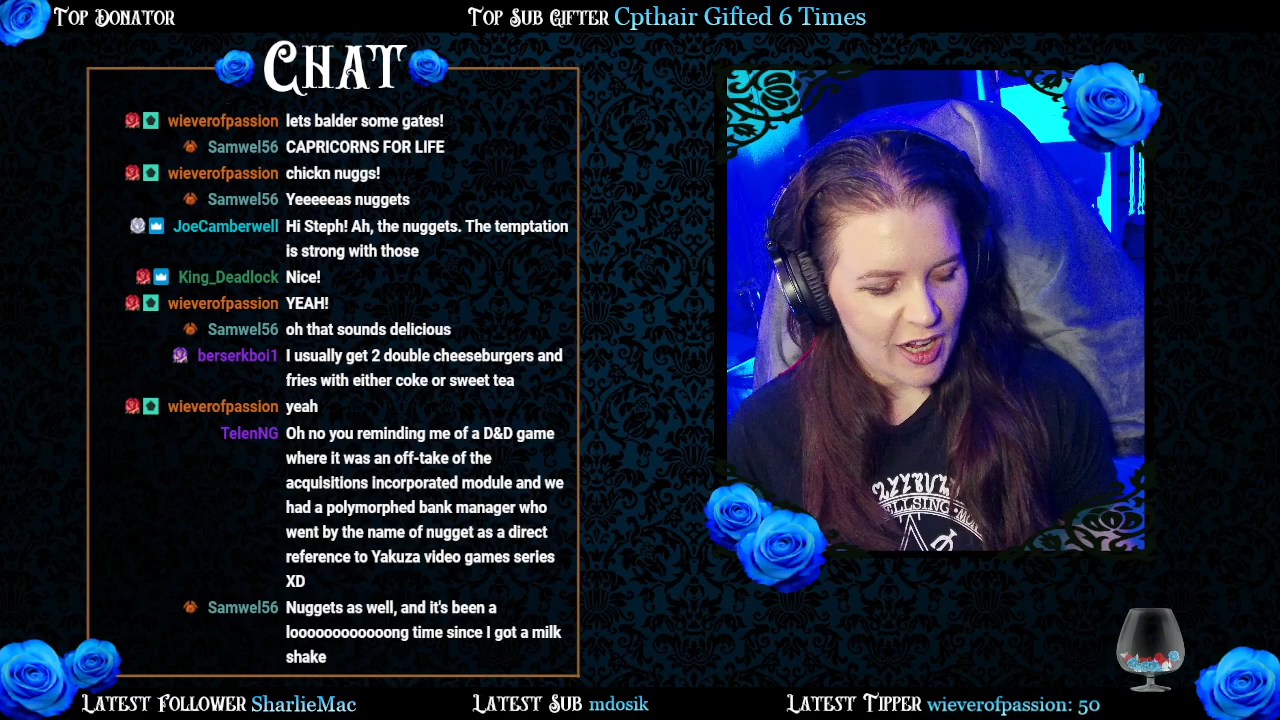 Top Donator
Top Sub Gifter Cpthair Gifted 6 Times
Chat
wieverofpassion lets balder some gates!
Samwel56 CAPRICORNS FOR LIFE
wieverofpassion chickn nuggs!
Samwel56 Yeeeeeas nuggets
JoeCamberwell Hi Steph! Ah, the nuggets. The temptation
is strong with those
King_Deadlock Nice!
wieverofpassion YEAH!
Samwel56 oh that sounds delicious
berserkboi1 I usually get 2 double cheeseburgers and
fries with either coke or sweet tea
wieverofpassion yeah
TelenNG Oh no you reminding me of a D&D game
where it was an off-take of the
acquisitions incorporated module and we
had a polymorphed bank manager who
went by the name of nugget as a direct
reference to Yakuza video games series
XD
Samwel56 Nuggets as well, and it's been a
looooooooooong time since I got a milk
shake
Latest Follower SharlieMac
Latest Sub mdosik
Latest Tipper wieverofpassion: 50